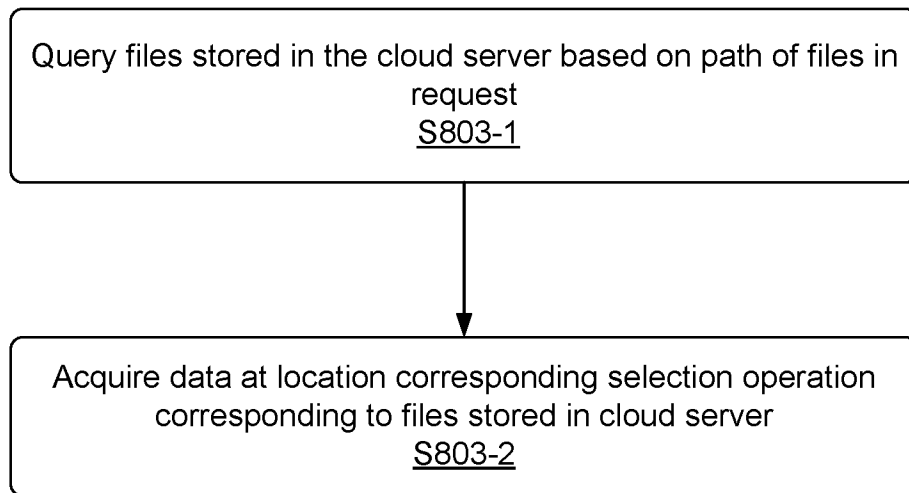 Query files stored in the cloud server based on path of files in
request
S803-1
Acquire data at location corresponding selection operation
corresponding to files stored in cloud server
S803-2